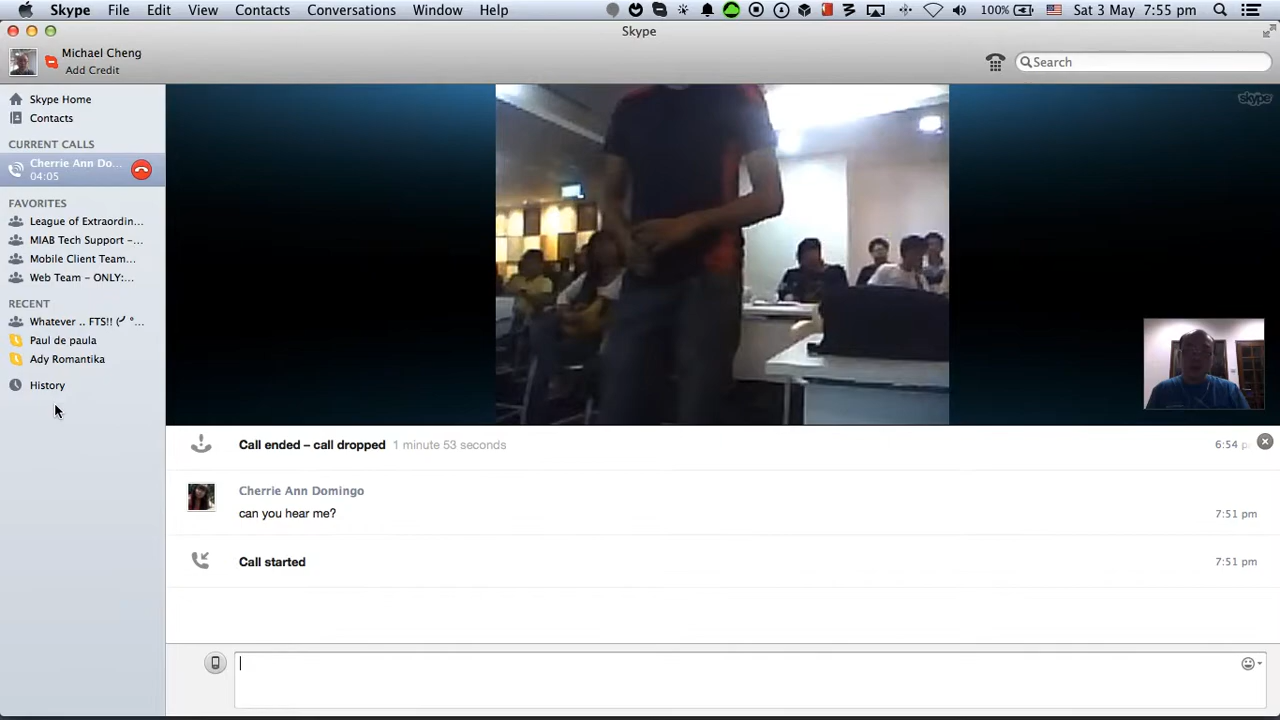 Skype File Edit View Contacts Conversations Window Help 100% Sat 3 May 7:55 pm
Skype
Michael Cheng
Add Credit
Search
Skype Home
Contacts
CURRENT CALLS
Cherrie Ann Do...
04:05
FAVORITES
League of Extraordin...
MIAB Tech Support -...
Mobile Client Team...
Web Team – ONLY:...
RECENT
Whatever .. FTS!! (╯°...
Paul de paula
Ady Romantika
History
skype
Call ended – call dropped 1 minute 53 seconds 6:54 p
Cherrie Ann Domingo
can you hear me? 7:51 pm
Call started 7:51 pm